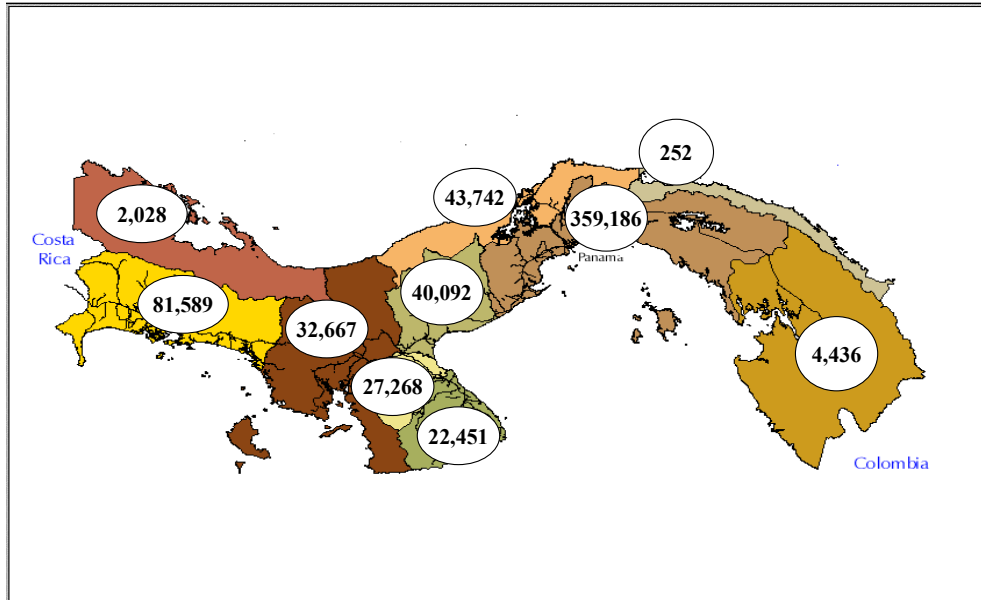 252
43,742
2,028
359,186
Costa
Rica
Panama
40,092
81,589
32,667
4,436
27,268
22,451
Colombia